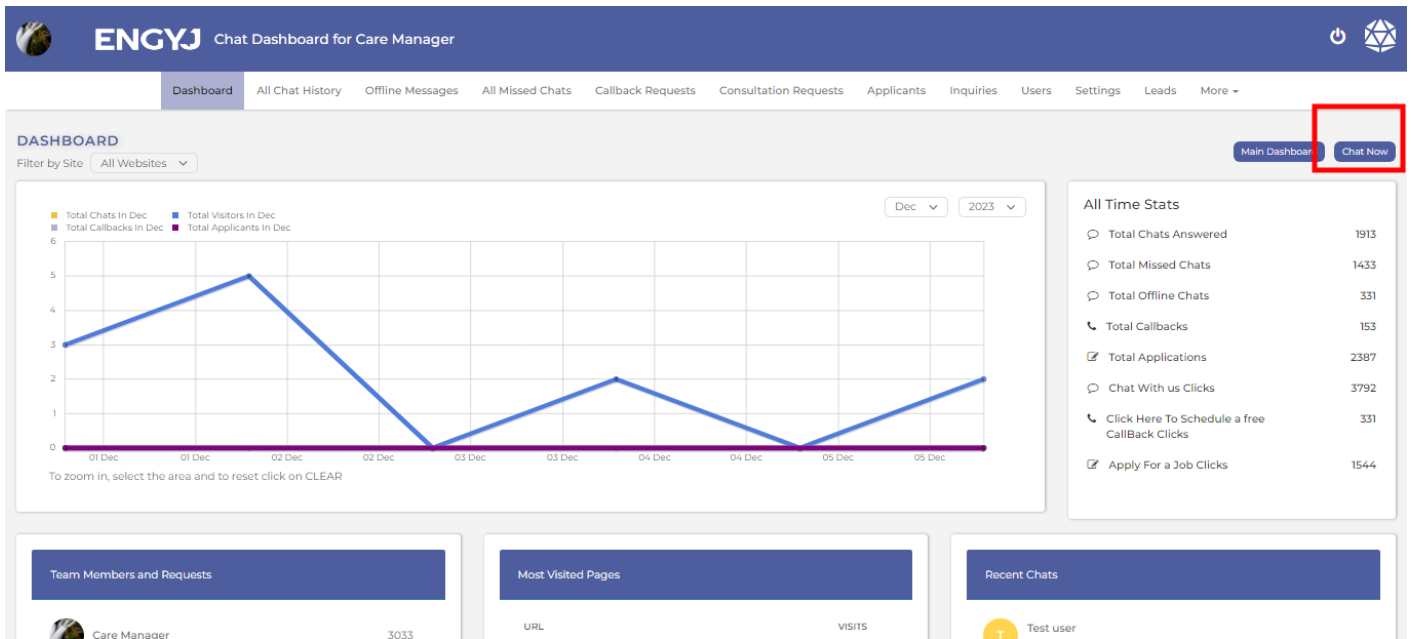 ENGYJ Chat Dashboard for Care Manager
Dashboard All Chat History Offline Messages All Missed Chats Callback Requests Consultation Requests Applicants Inquiries Users Settings Leads More
DASHBOARD
Filter by Site All Websites
Main Dashboard Chat Now
Total Chats In Dec Total Visitors In Dec
Total Callbacks In Dec Total Applicants In Dec
Dec 2023
6
5
4
3
2
1
0
01 Dec 01 Dec 02 Dec 02 Dec 03 Dec 03 Dec 04 Dec 04 Dec 05 Dec 05 Dec
To zoom in, select the area and to reset click on CLEAR
All Time Stats
Total Chats Answered 1913
Total Missed Chats 1433
Total Offline Chats 331
Total Callbacks 153
Total Applications 2387
Chat With us Clicks 3792
Click Here To Schedule a free 331
CallBack Clicks
Apply For a Job Clicks 1544
Team Members and Requests
Care Manager 3033
Most Visited Pages
URL VISITS
Recent Chats
T Test user